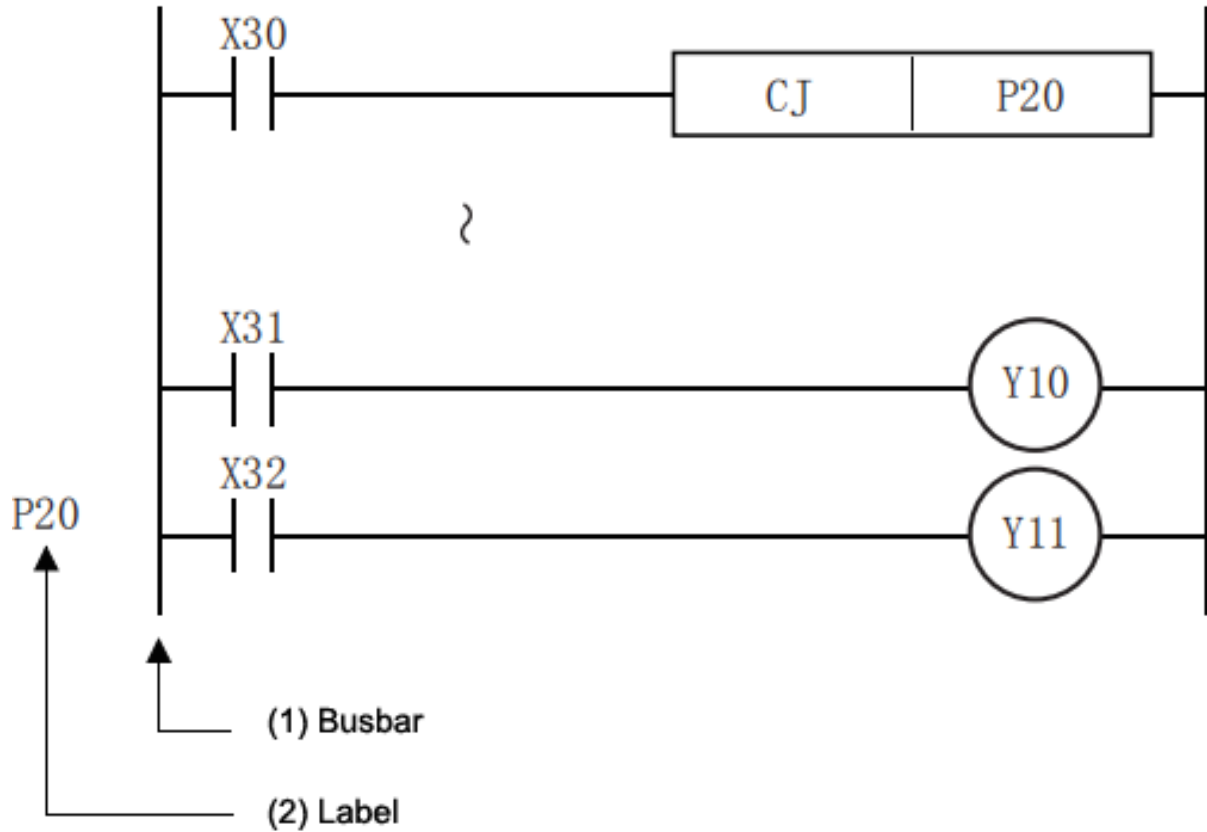 X30
CJ P20
~
X31
Y10
X32
P20
Y11
(1) Busbar
(2) Label